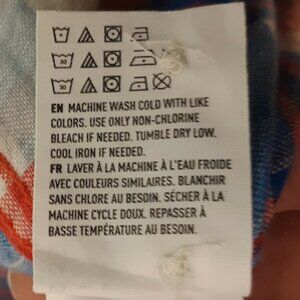 30
30
EN MACHINE WASH COLD WITH LIKE
COLORS. USE ONLY NON-CHLORINE
BLEACH IF NEEDED. TUMBLE DRY LOW.
COOL IRON IF NEEDED.
FR LAVER À LA MACHINE À L'EAU FROIDE
AVEC COULEURS SIMILAIRES. BLANCHIR
SANS CHLORE AU BESOIN. SÉCHER À LA
MACHINE CYCLE DOUX. REPASSER À
BASSE TEMPÉRATURE AU BESOIN.